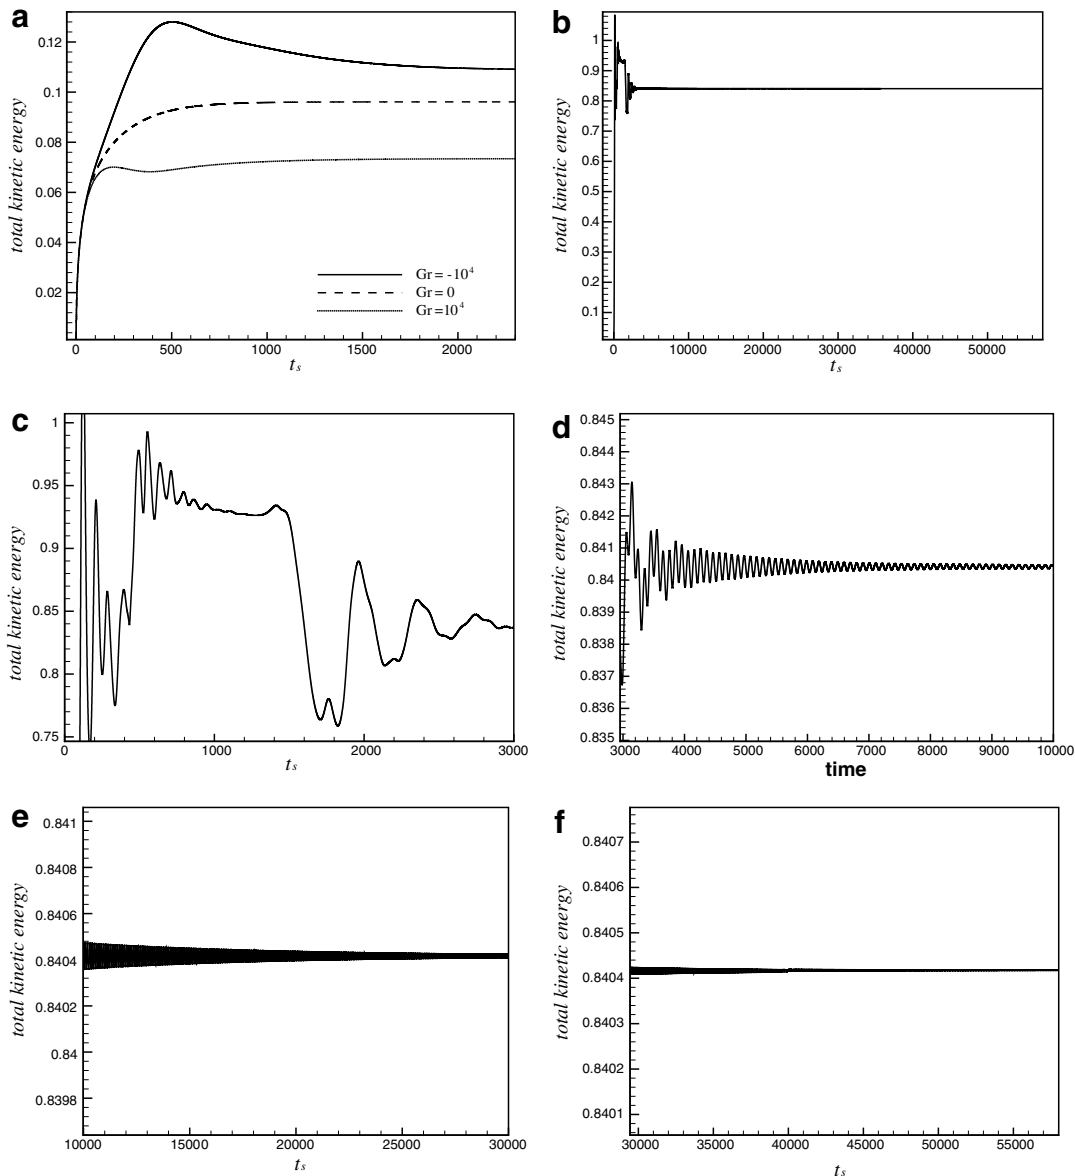 a
total kinetic energy
0.12
0.1
0.08
0.06
0.04
0.02
Gr = -10⁴
Gr = 0
Gr =10⁴
0 500 1000 1500 2000
tₛ
b
total kinetic energy
1
0.9
0.8
0.7
0.6
0.5
0.4
0.3
0.2
0.1
0 10000 20000 30000 40000 50000
tₛ
c
total kinetic energy
1
0.95
0.9
0.85
0.8
0.75
0 1000 2000 3000
tₛ
d
total kinetic energy
0.845
0.844
0.843
0.842
0.841
0.84
0.839
0.838
0.837
0.836
0.835
3000 4000 5000 6000 7000 8000 9000 10000
time
e
total kinetic energy
0.841
0.8408
0.8406
0.8404
0.8402
0.84
0.8398
10000 15000 20000 25000 30000
tₛ
f
total kinetic energy
0.8407
0.8406
0.8405
0.8404
0.8403
0.8402
0.8401
30000 35000 40000 45000 50000 55000
tₛ